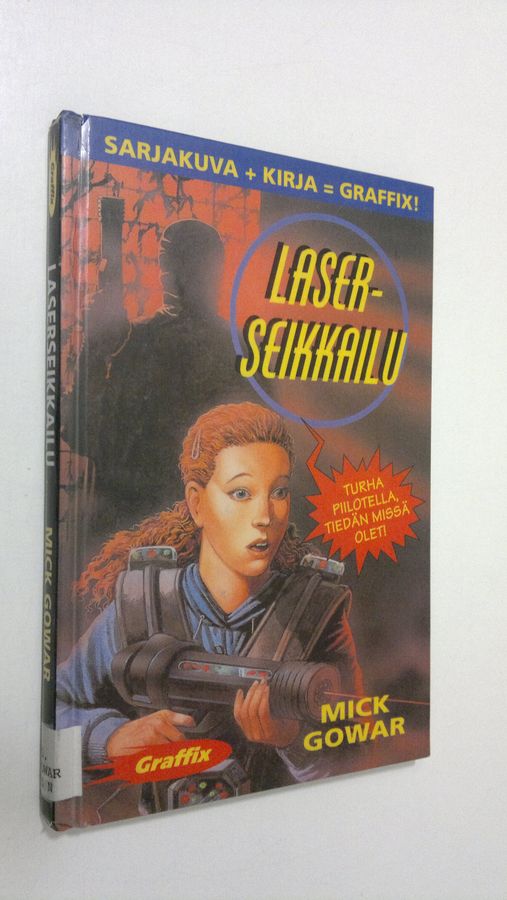 SARJAKUVA + KIRJA = GRAFFIX!
LASER-
SEIKKAILU
TURHA
PIILOTELLA,
TIEDÄN MISSÄ
OLET!
MICK
GOWAR
Graffix
Graffix
LASERSEIKKAILU
MICK GOWAR